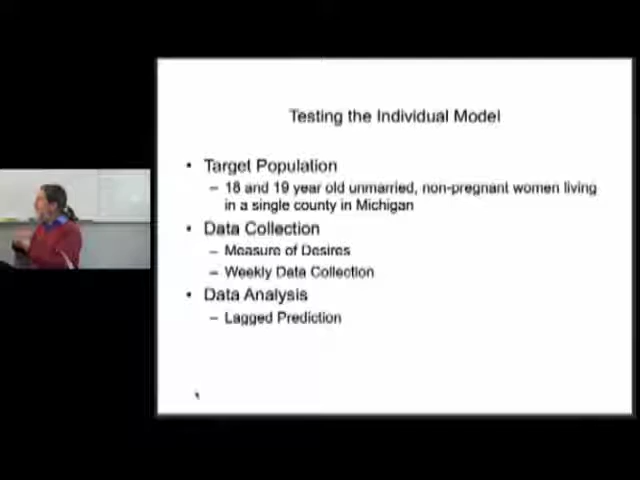 Testing the Individual Model
• Target Population
– 18 and 19 year old unmarried, non-pregnant women living
in a single county in Michigan
• Data Collection
– Measure of Desires
– Weekly Data Collection
• Data Analysis
– Lagged Prediction